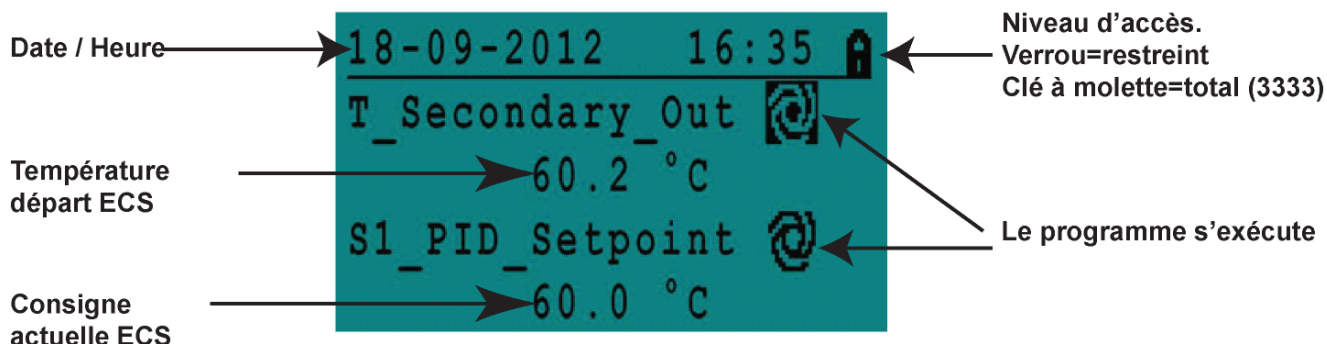 Date / Heure
18-09-2012 16:35
Niveau d’accès.
Verrou=restreint
Clé à molette=total (3333)
T_Secondary_Out
Température
départ ECS
60.2 °C
S1_PID_Setpoint
Le programme s’exécute
Consigne
actuelle ECS
60.0 °C